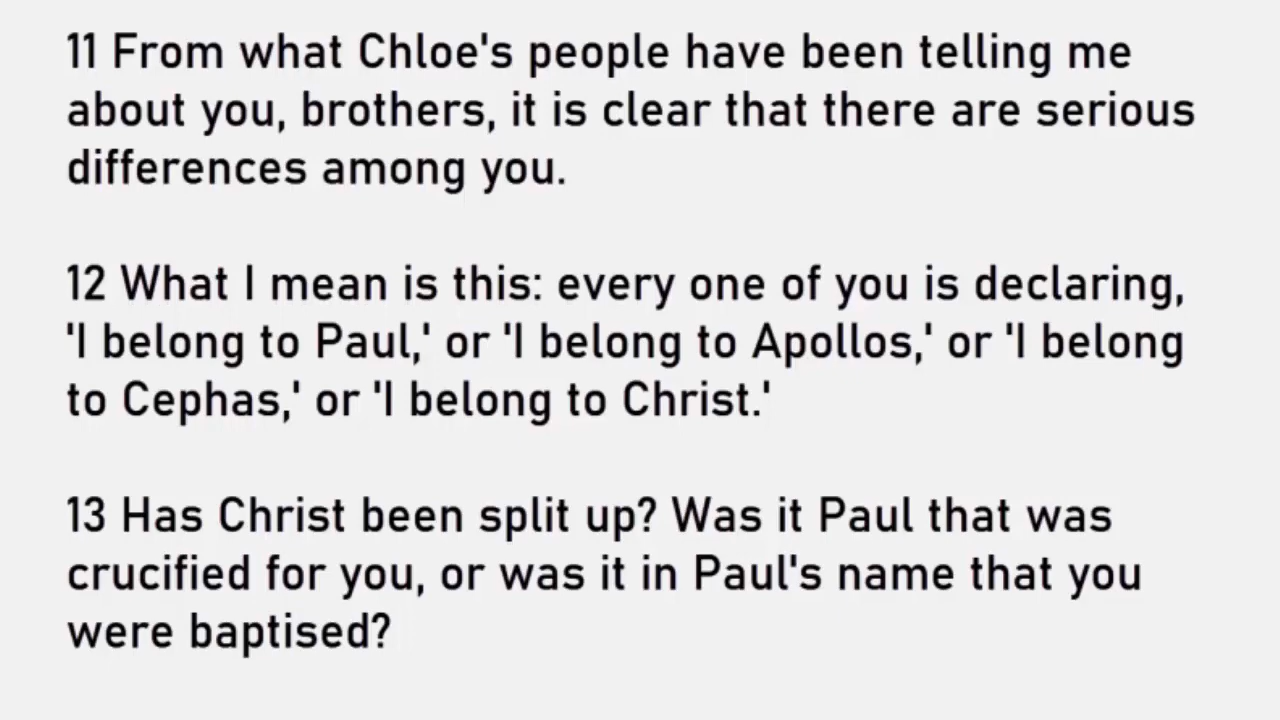 11 From what Chloe's people have been telling me
about you, brothers, it is clear that there are serious
differences among you.
12 What I mean is this: every one of you is declaring,
'I belong to Paul,' or 'I belong to Apollos,' or 'I belong
to Cephas,' or 'I belong to Christ.'
13 Has Christ been split up? Was it Paul that was
crucified for you, or was it in Paul's name that you
were baptised?